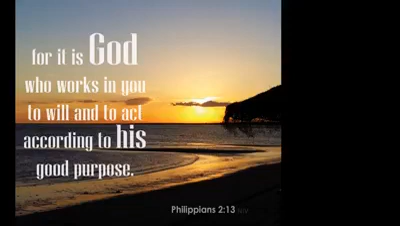 for it is God
who works in you
to will and to act
according to his
good purpose.
Philippians 2:13 NIV